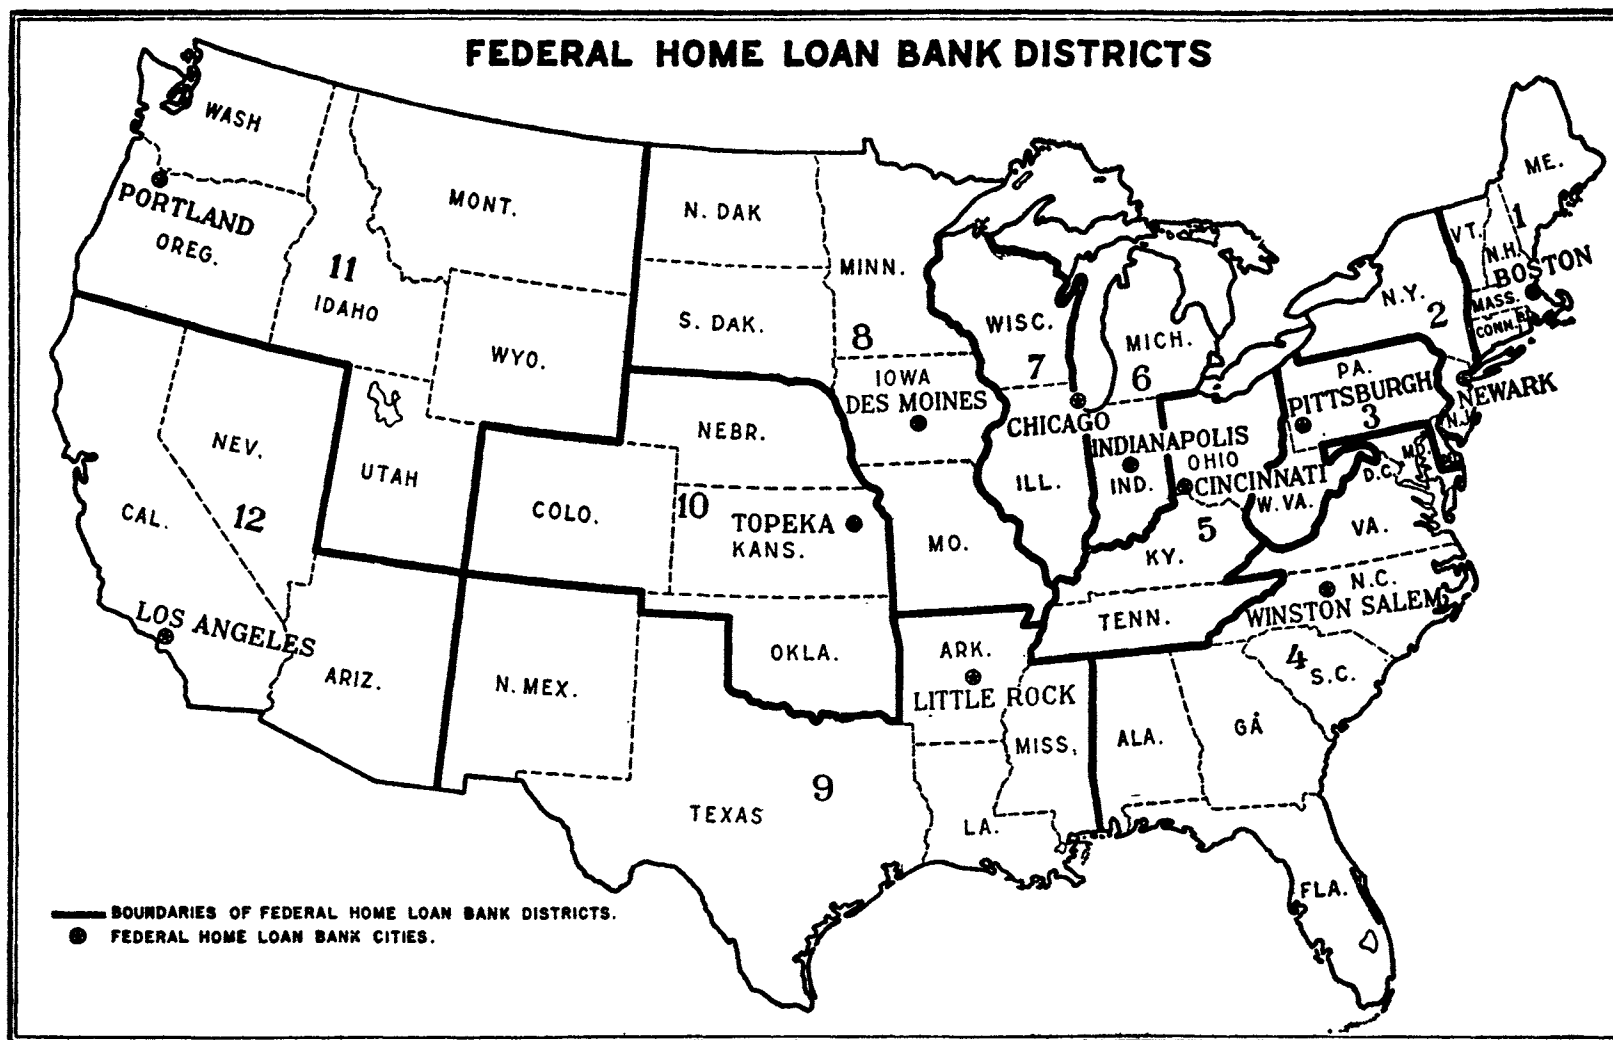 FEDERAL HOME LOAN BANK DISTRICTS
WASH
PORTLAND
OREG.
11
IDAHO
MONT.
WYO.
N. DAK
S. DAK.
MINN.
8
IOWA
DES MOINES
WISC.
7
CHICAGO
ILL.
MICH.
6
INDIANAPOLIS
IND.
OHIO
CINCINNATI
5
KY.
TENN.
W. VA.
ME.
VT.
1
N.H.
BOSTON
MASS.
CONN.
N.Y.
2
NEWARK
N.J.
PA.
PITTSBURGH
3
MD.
D.C.
VA.
N.C.
WINSTON SALEM
4
S.C.
GA
ALA.
FLA.
NEV.
CAL.
12
LOS ANGELES
ARIZ.
UTAH
COLO.
10
NEBR.
TOPEKA
KANS.
OKLA.
MO.
N. MEX.
TEXAS
9
ARK.
LITTLE ROCK
MISS.
LA.
BOUNDARIES OF FEDERAL HOME LOAN BANK DISTRICTS.
FEDERAL HOME LOAN BANK CITIES.